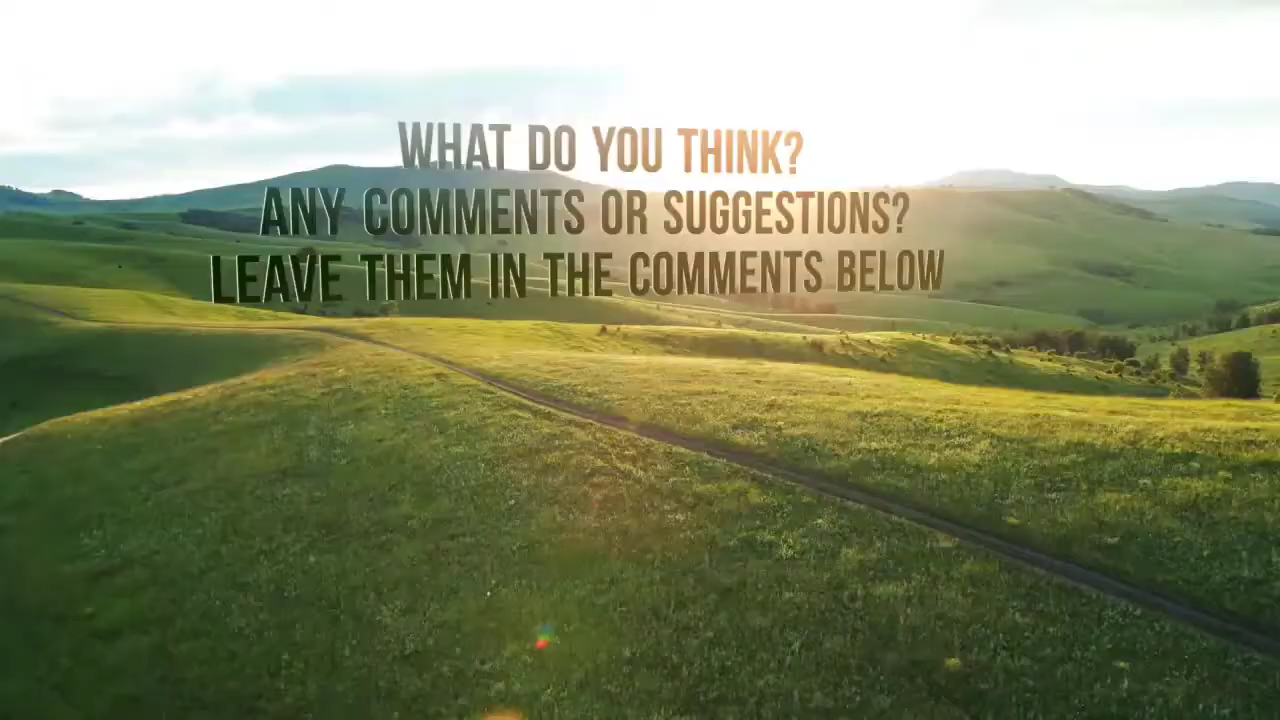 WHAT DO YOU THINK?
ANY COMMENTS OR SUGGESTIONS?
LEAVE THEM IN THE COMMENTS BELOW